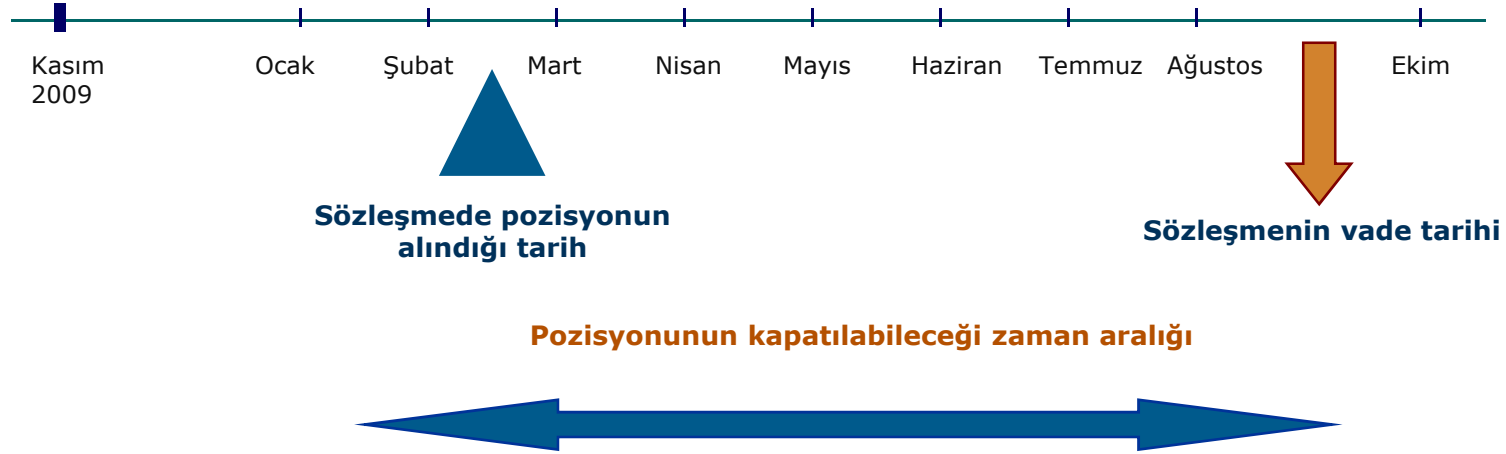 Kasım
2009
Ocak
Şubat
Mart
Nisan
Mayıs
Haziran
Temmuz
Ağustos
Ekim
Sözleşmede pozisyonun
alındığı tarih
Sözleşmenin vade tarihi
Pozisyonunun kapatılabileceği zaman aralığı